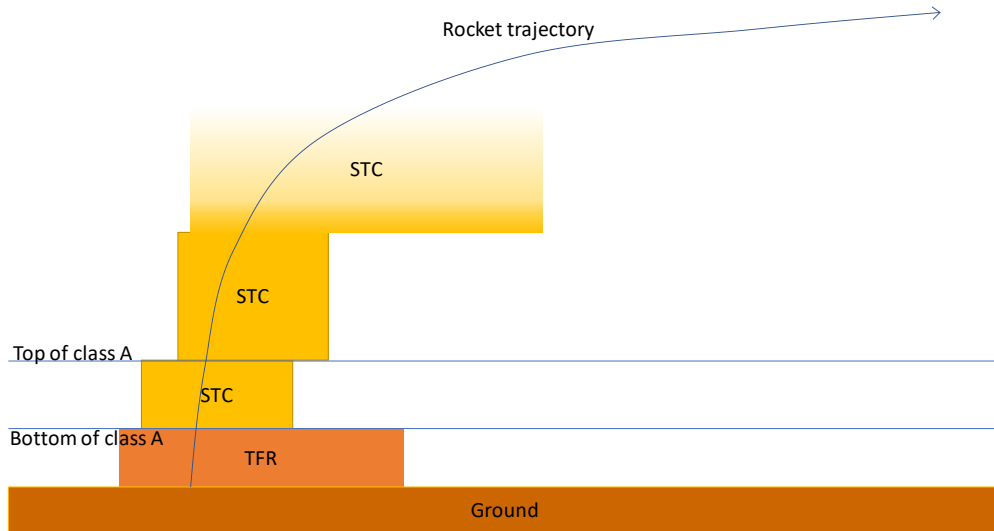 Rocket trajectory
STC
STC
Top of class A
STC
Bottom of class A
TFR
Ground